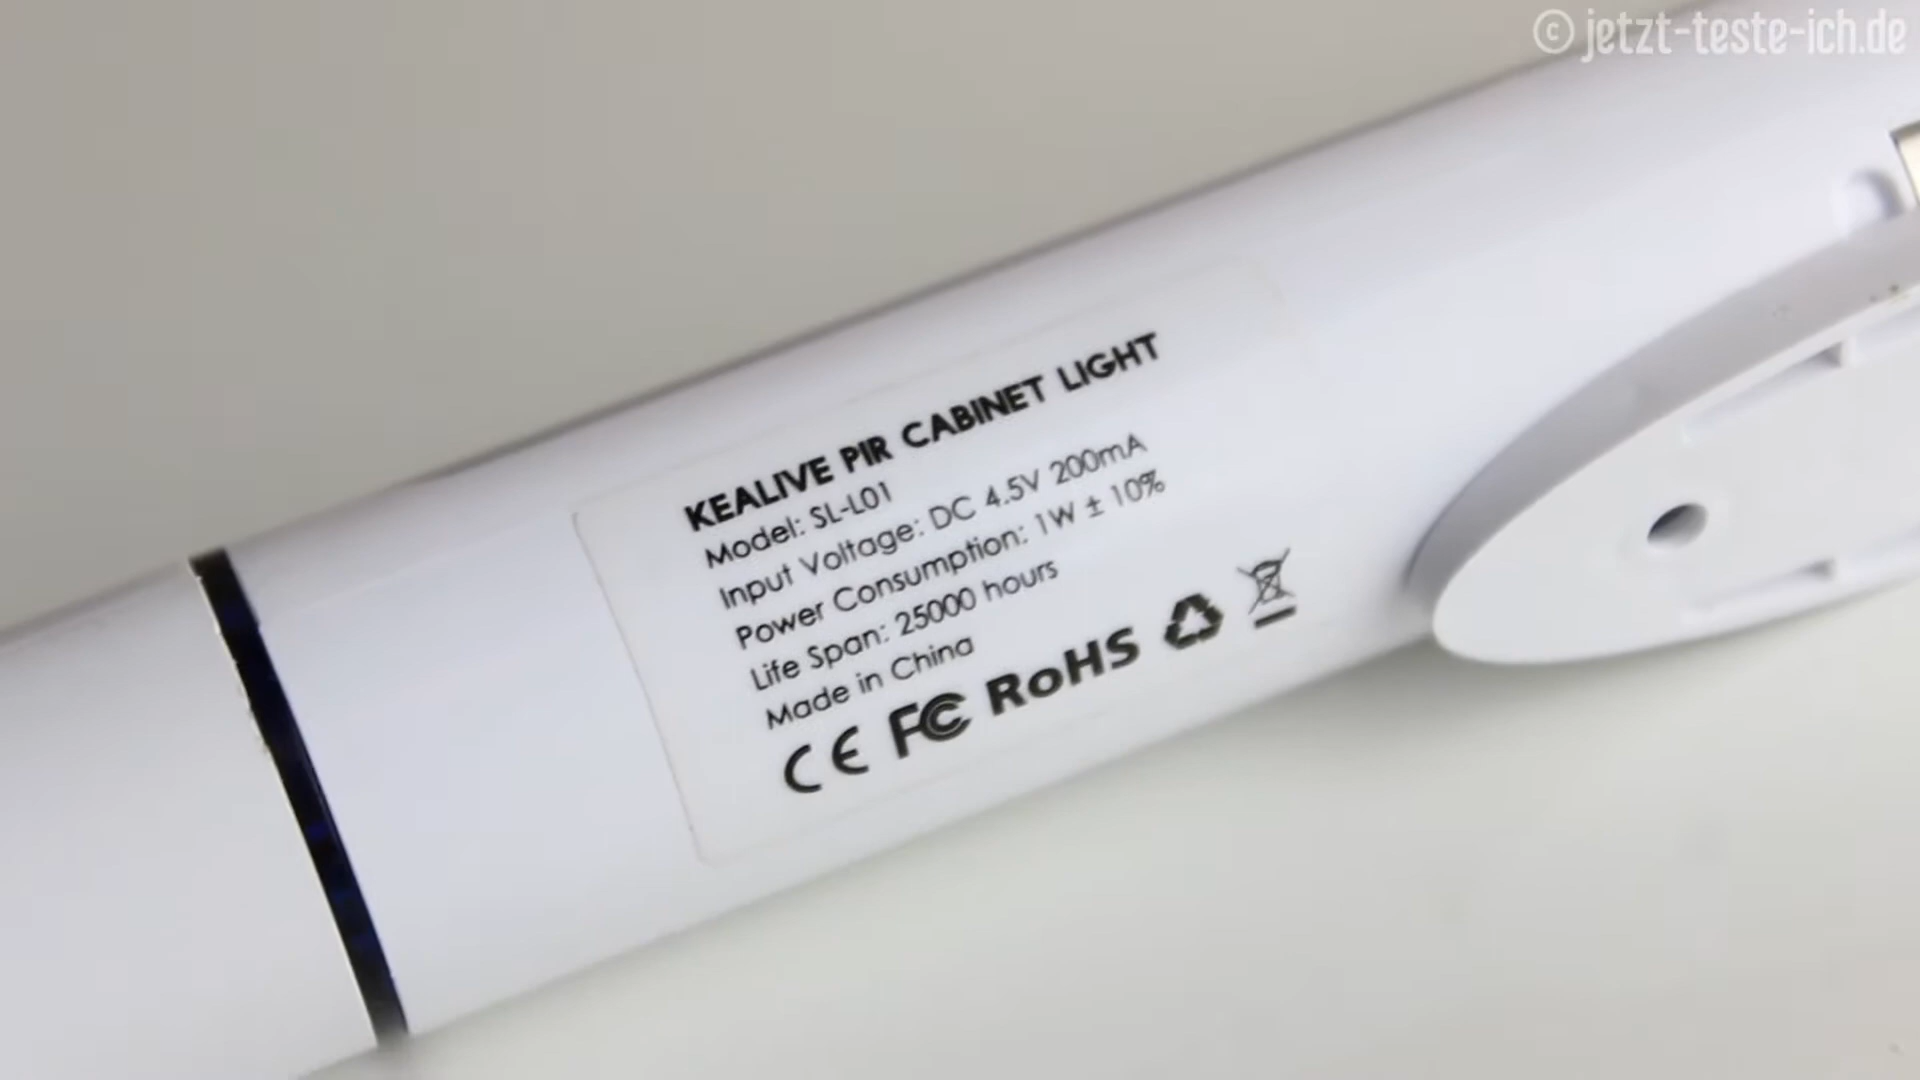 © jetzt-teste-ich.de
KEALIVE PIR CABINET LIGHT
Model: SL-L01
Input Voltage: DC 4.5V 200mA
Power Consumption: 1W ± 10%
Life Span: 25000 hours
Made in China
CE FC RoHS